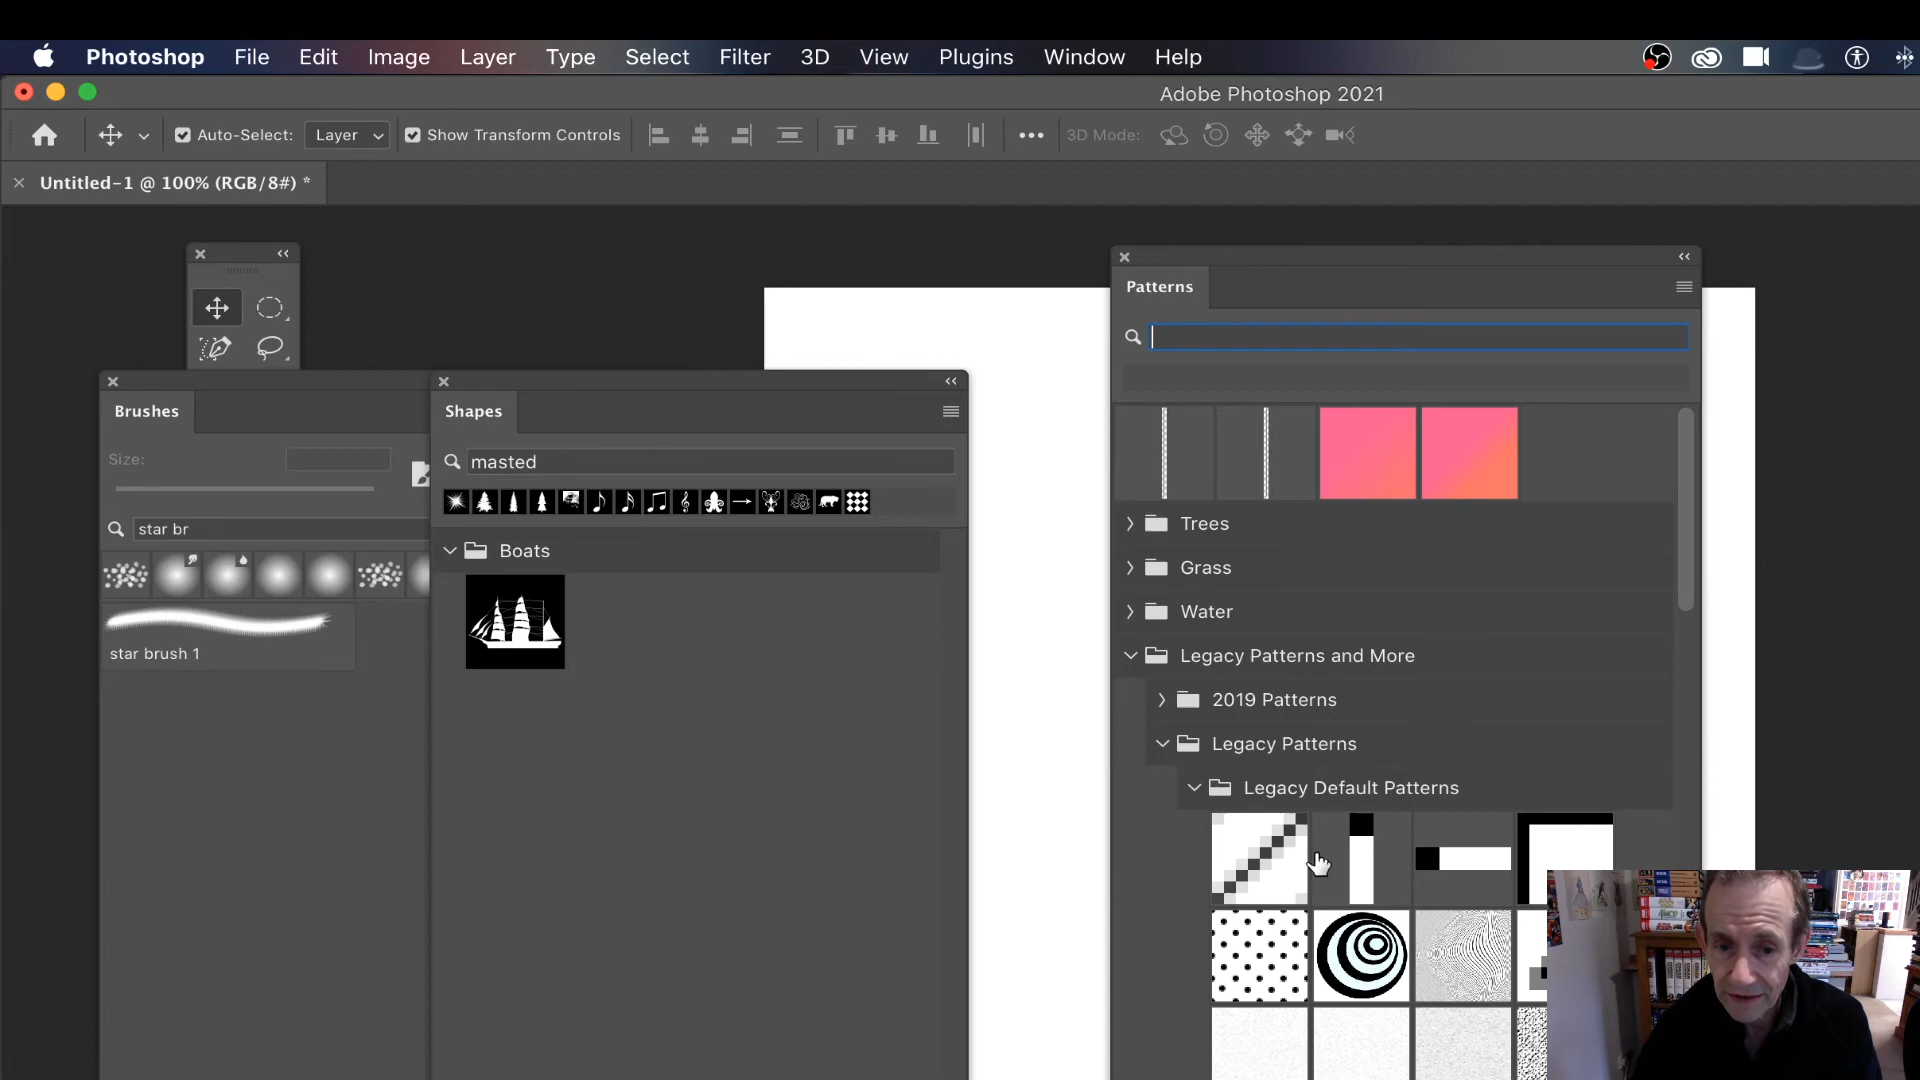 Photoshop File Edit Image Layer Type Select Filter 3D View Plugins Window Help
Adobe Photoshop 2021
Auto-Select: Layer Show Transform Controls 3D Mode:
Untitled-1 @ 100% (RGB/8#) *
Patterns
Brushes
Shapes
Size:
masted
star br
star brush 1
Boats
Trees
Grass
Water
Legacy Patterns and More
2019 Patterns
Legacy Patterns
Legacy Default Patterns